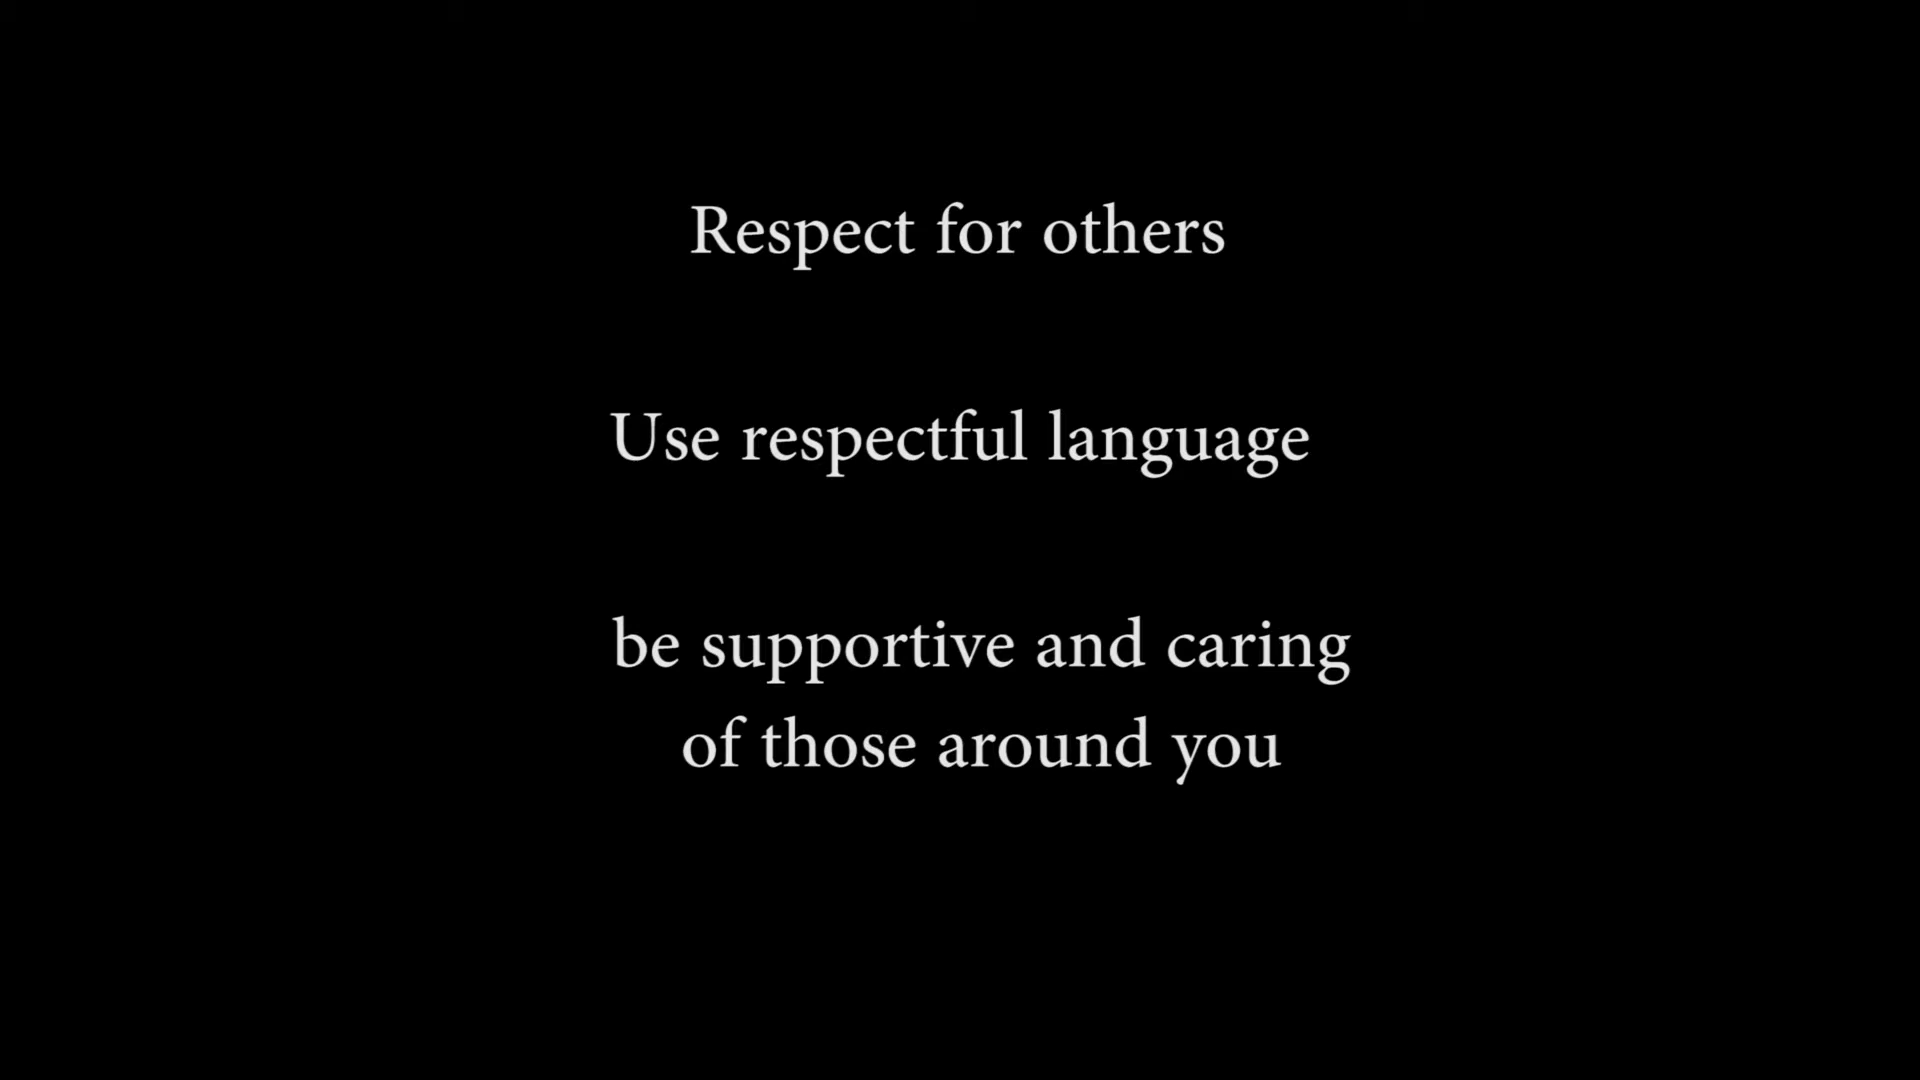 Respect for others
Use respectful language
be supportive and caring
of those around you